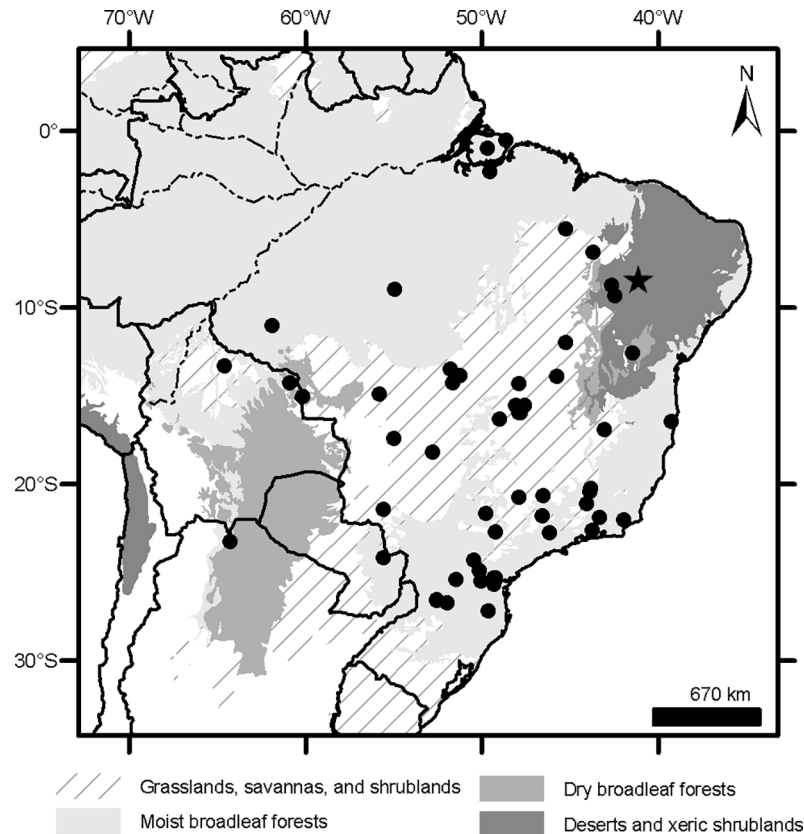 70°W 60°W 50°W 40°W
N
0°
10°S
20°S
30°S
670 km
Grasslands, savannas, and shrublands
Dry broadleaf forests
Moist broadleaf forests
Deserts and xeric shrublands